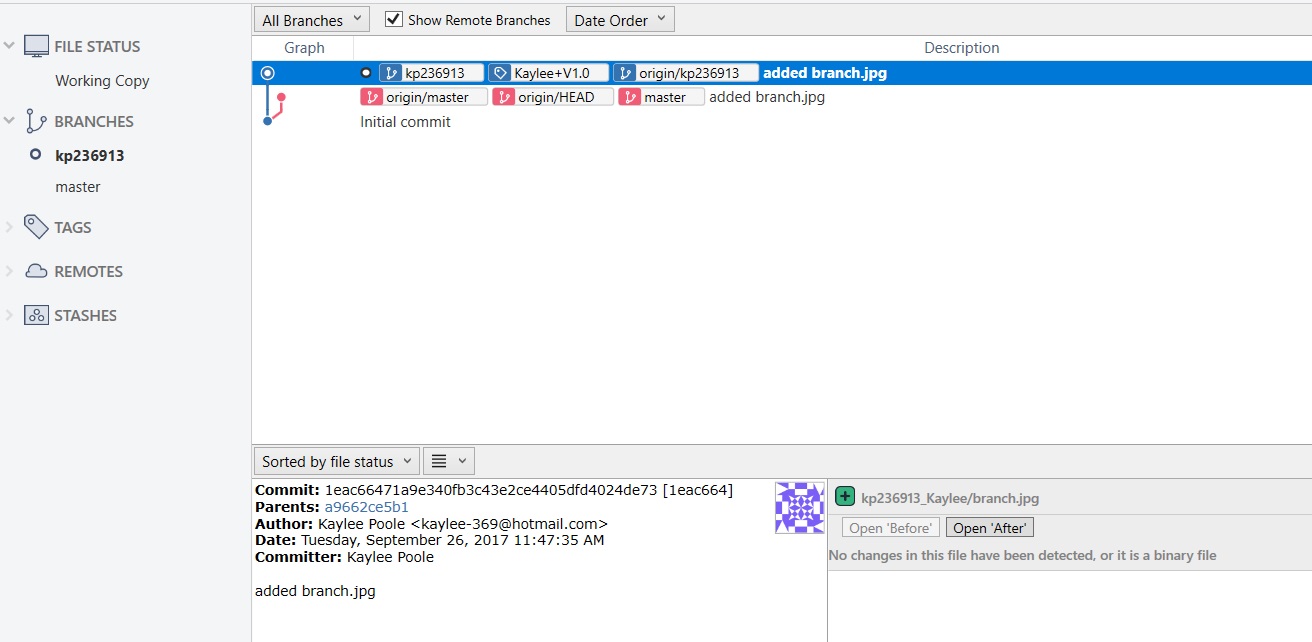 All Branches Show Remote Branches Date Order
Graph Description
FILE STATUS
Working Copy
BRANCHES
kp236913
master
TAGS
REMOTES
STASHES
kp236913 Kaylee+V1.0 origin/kp236913 added branch.jpg
origin/master origin/HEAD master added branch.jpg
Initial commit
Sorted by file status
Commit: 1eac66471a9e340fb3c43e2ce4405dfd4024de73 [1eac664]
Parents: a9662ce5b1
Author: Kaylee Poole <kaylee-369@hotmail.com>
Date: Tuesday, September 26, 2017 11:47:35 AM
Committer: Kaylee Poole
added branch.jpg
kp236913_Kaylee/branch.jpg
Open 'Before' Open 'After'
No changes in this file have been detected, or it is a binary file